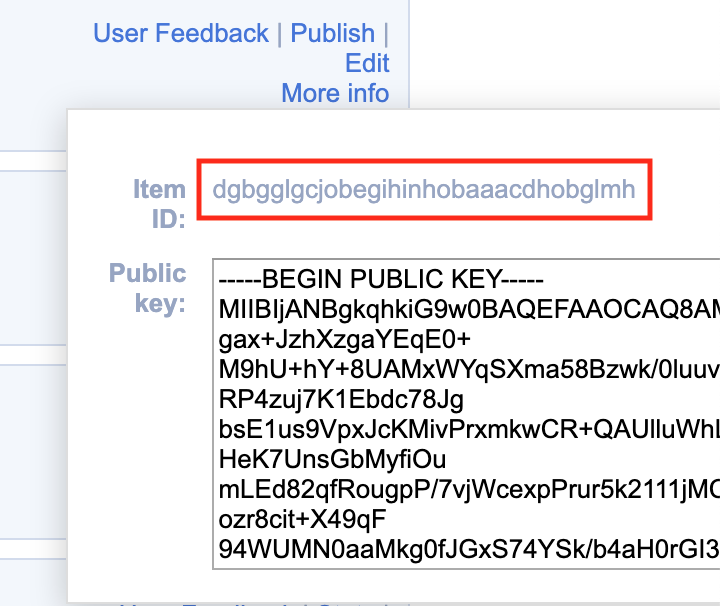 User Feedback | Publish |
Edit
More info
Item
ID:
dgbgglgcjobegihinhobaaacdhobglmh
Public
key:
-----BEGIN PUBLIC KEY-----
MIIBIjANBgkqhkiG9w0BAQEFAAOCAQ8AM
gax+JzhXzgaYEqE0+
M9hU+hY+8UAMxWYqSXma58Bzwk/0luuv
RP4zuj7K1Ebdc78Jg
bsE1us9VpxJcKMivPrxmkwCR+QAUlluWhL
HeK7UnsGbMyfiOu
mLEd82qfRougpP/7vjWcexpPrur5k2111jMC
ozr8cit+X49qF
94WUMN0aaMkg0fJGxS74YSk/b4aH0rGI3